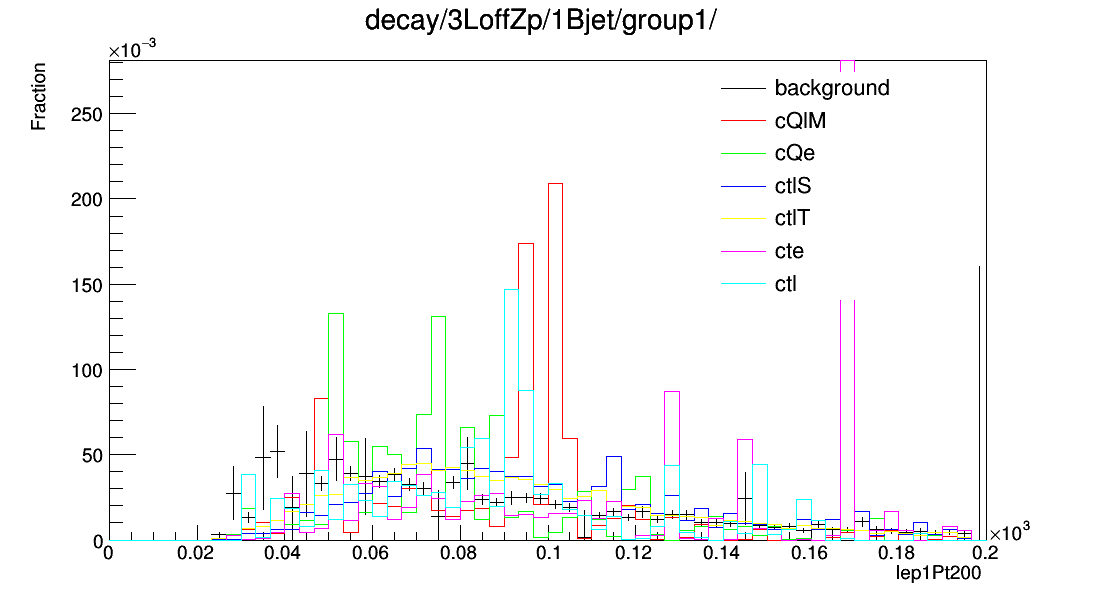 decay/3LoffZp/1Bjet/group1/
×10⁻³
Fraction
250
200
150
100
50
0
background
cQlM
cQe
ctlS
ctlT
cte
ctl
0 0.02 0.04 0.06 0.08 0.1 0.12 0.14 0.16 0.18 0.2 ×10³
lep1Pt200